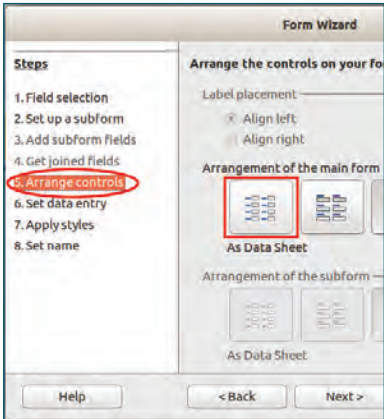 Form Wizard
Steps
1. Field selection
2. Set up a subform
3. Add subform fields
4. Get joined fields
5. Arrange controls
6. Set data entry
7. Apply styles
8. Set name
Arrange the controls on your fo
Label placement
Align left
Align right
Arrangement of the main form
As Data Sheet
Arrangement of the subform
As Data Sheet
Help
< Back
Next >